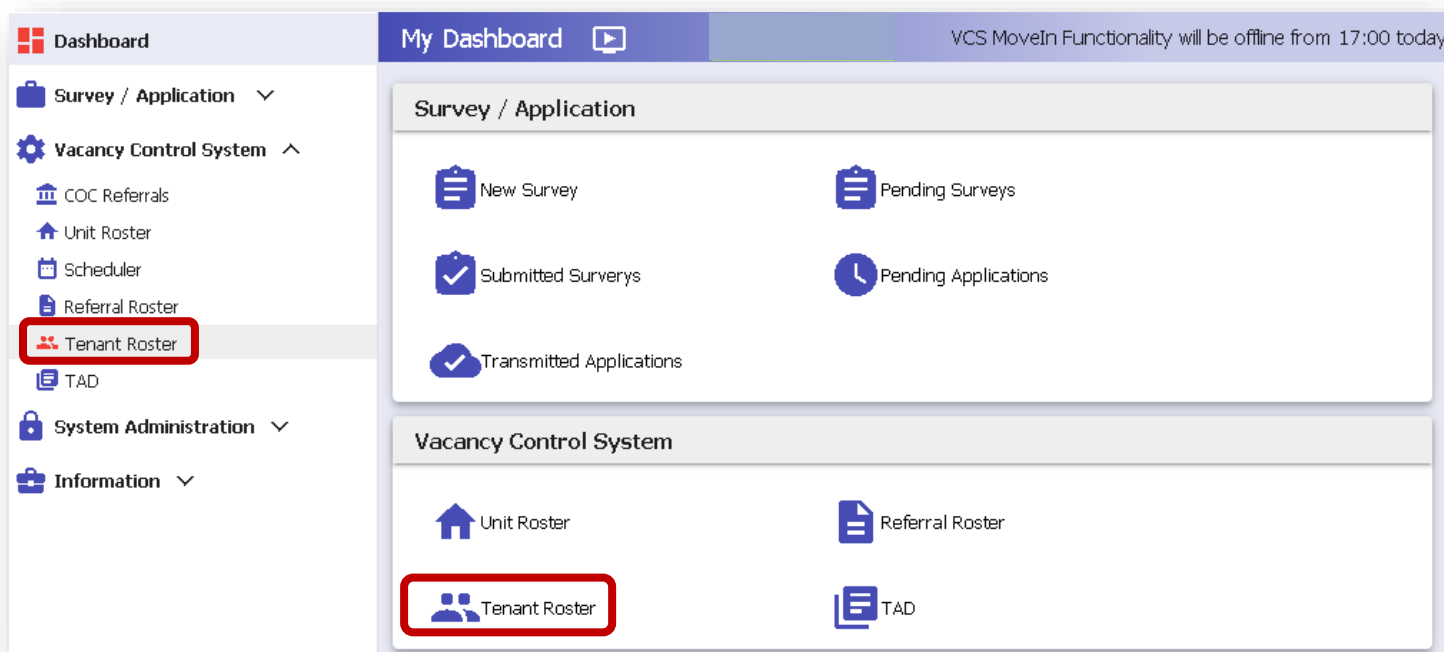 Dashboard
Survey / Application
Vacancy Control System
COC Referrals
Unit Roster
Scheduler
Referral Roster
Tenant Roster
TAD
System Administration
Information
My Dashboard
VCS MoveIn Functionality will be offline from 17:00 today
Survey / Application
New Survey
Pending Surveys
Submitted Surverys
Pending Applications
Transmitted Applications
Vacancy Control System
Unit Roster
Referral Roster
Tenant Roster
TAD